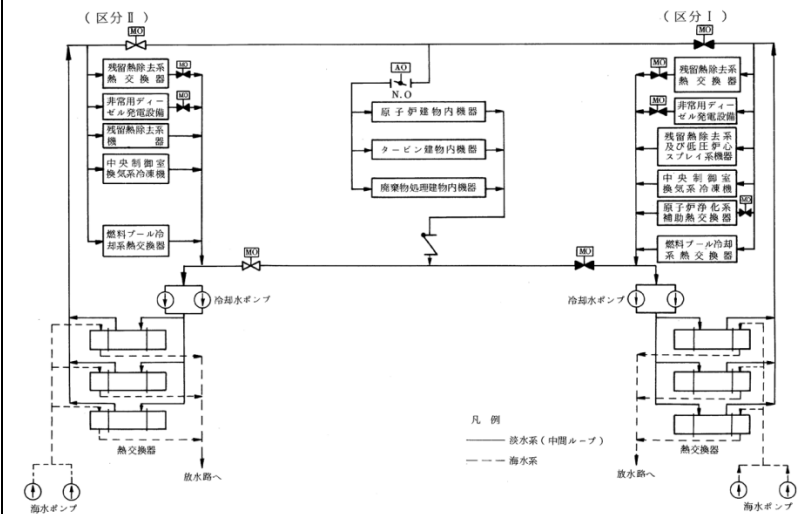 (区分Ⅱ)
(区分Ⅰ)
MO
MO
残留熱除去系
熱交換器
MO
非常用ディー
ゼル発電設備
MO
残留熱除去系
機器
中央制御室
換気系冷凍機
燃料プール冷
却系熱交換器
AO
N.O
原子炉建物内機器
タービン建物内機器
廃棄物処理建物内機器
MO
残留熱除去系
熱交換器
MO
非常用ディー
ゼル発電設備
残留熱除去系
及び低圧炉心
スプレイ系機器
中央制御室
換気系冷凍機
原子炉浄化系
補助熱交換器
MO
燃料プール冷却
系熱交換器
MO
MO
冷却水ポンプ
冷却水ポンプ
熱交換器
放水路へ
海水ポンプ
凡例
淡水系(中間ループ)
海水系
熱交換器
放水路へ
海水ポンプ